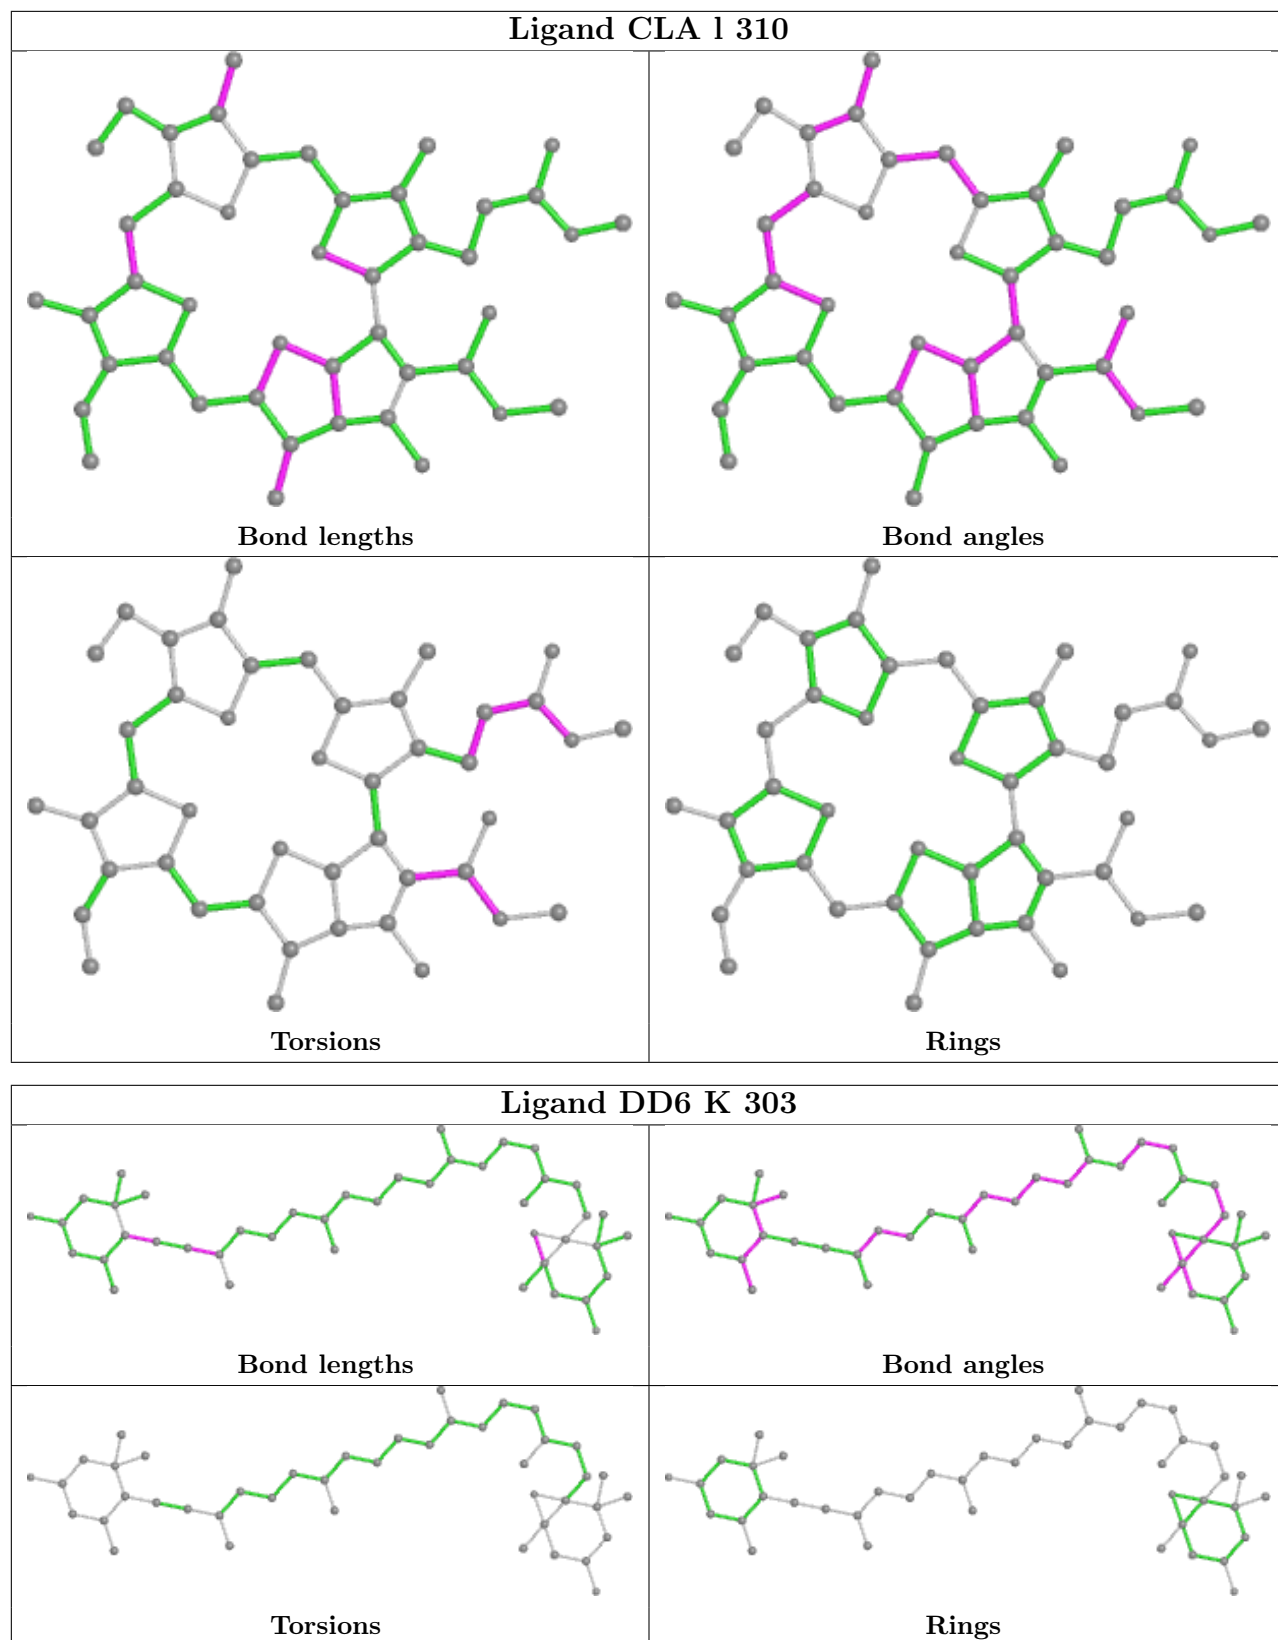 Ligand CLA l 310
Bond lengths
Bond angles
Torsions
Rings
Ligand DD6 K 303
Bond lengths
Bond angles
Torsions
Rings